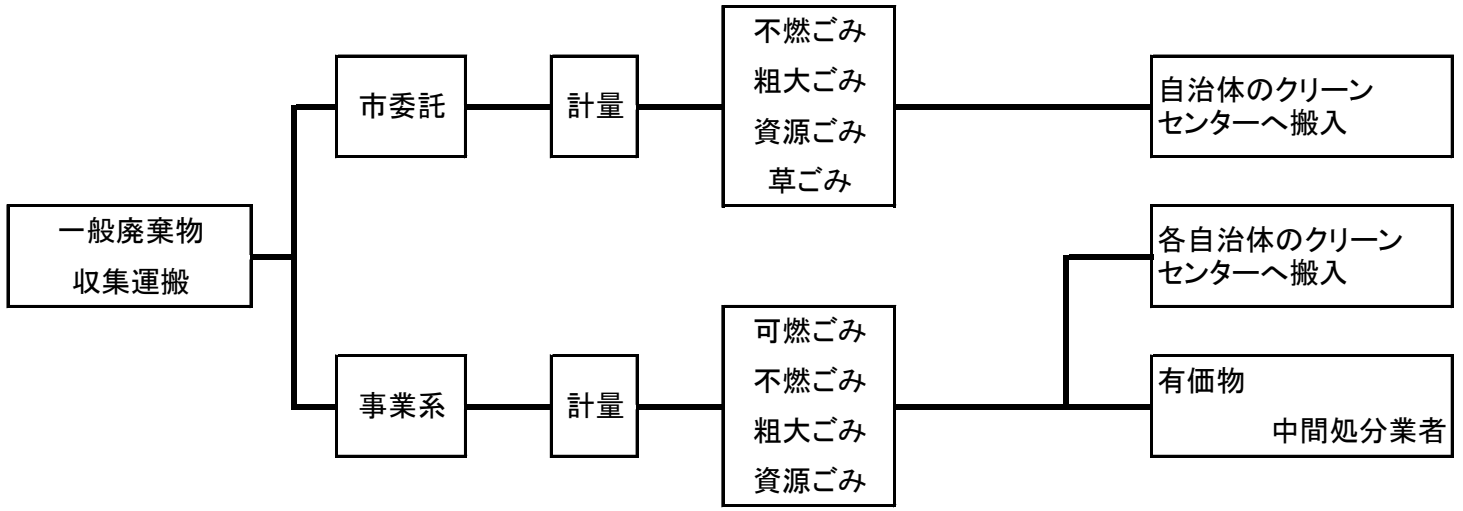 一般廃棄物
収集運搬
市委託
計量
不燃ごみ
粗大ごみ
資源ごみ
草ごみ
自治体のクリーン
センターへ搬入
事業系
計量
可燃ごみ
不燃ごみ
粗大ごみ
資源ごみ
各自治体のクリーン
センターへ搬入
有価物
中間処分業者